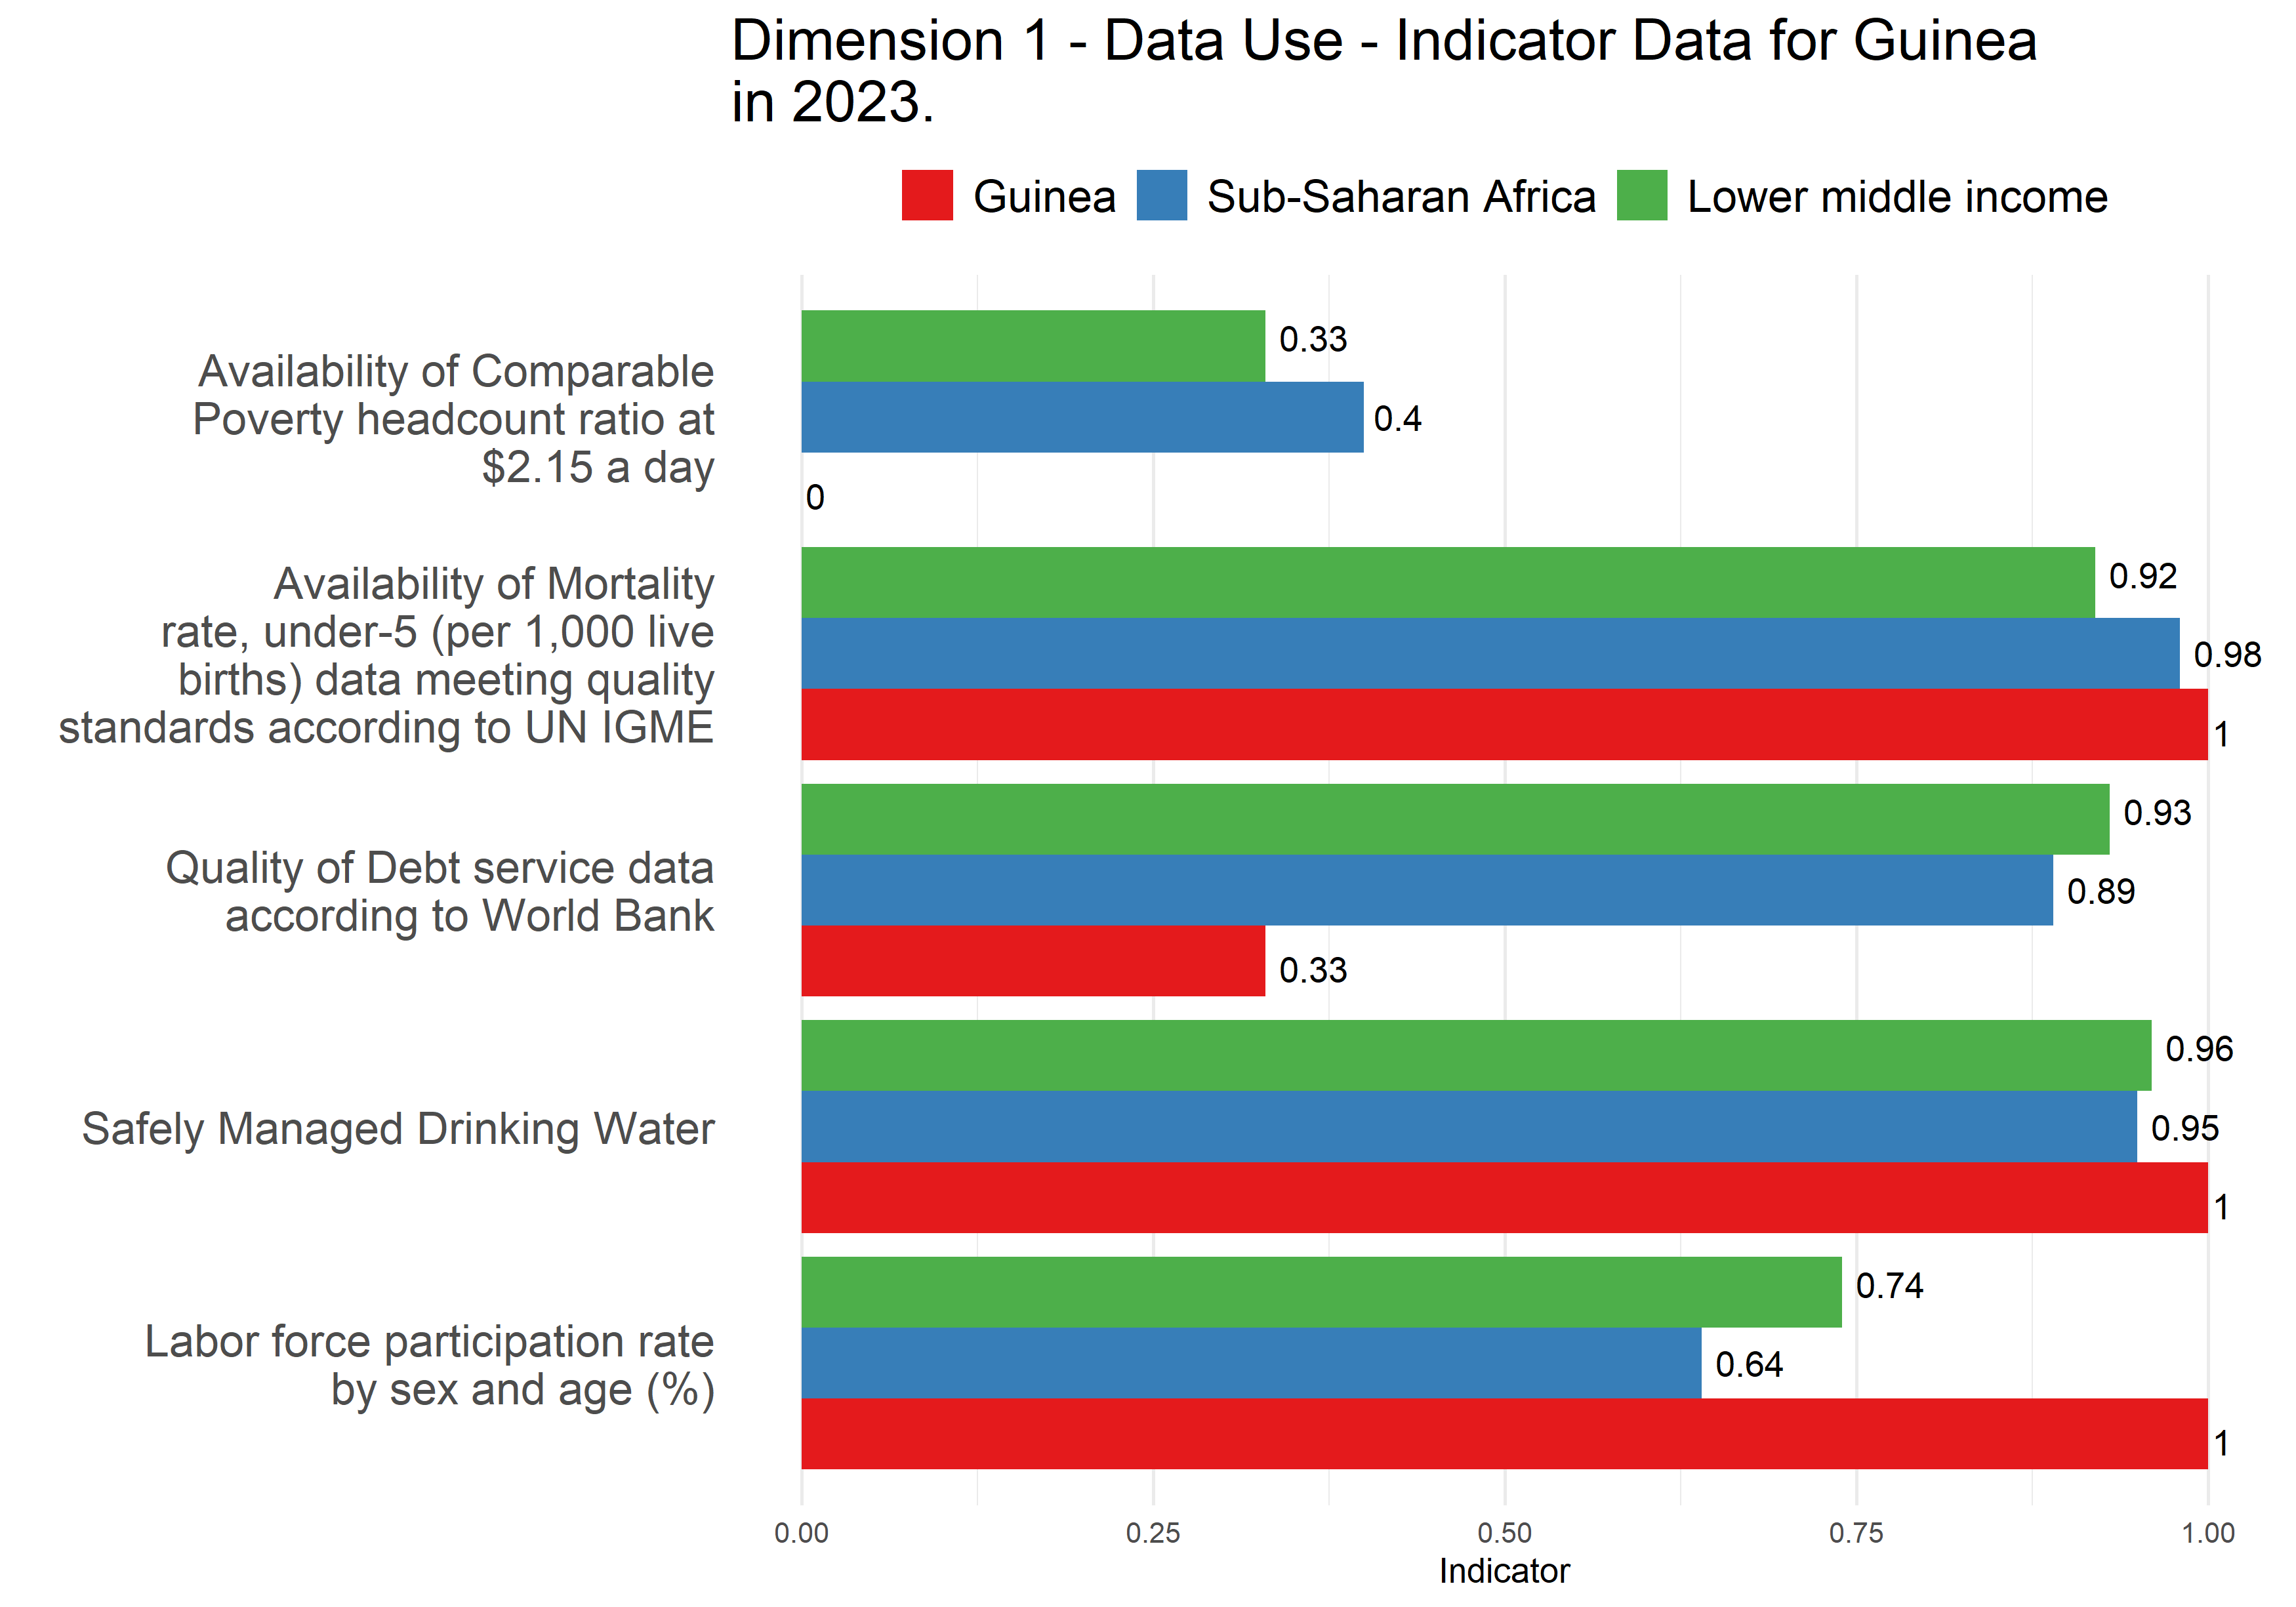 Dimension 1 - Data Use - Indicator Data for Guinea
in 2023.
Guinea
Sub-Saharan Africa
Lower middle income
Availability of Comparable
Poverty headcount ratio at
$2.15 a day
0.33
0.4
0
Availability of Mortality
rate, under-5 (per 1,000 live
births) data meeting quality
standards according to UN IGME
0.92
0.98
1
Quality of Debt service data
according to World Bank
0.93
0.89
0.33
Safely Managed Drinking Water
0.96
0.95
1
Labor force participation rate
by sex and age (%)
0.74
0.64
1
0.00
0.25
0.50
0.75
1.00
Indicator